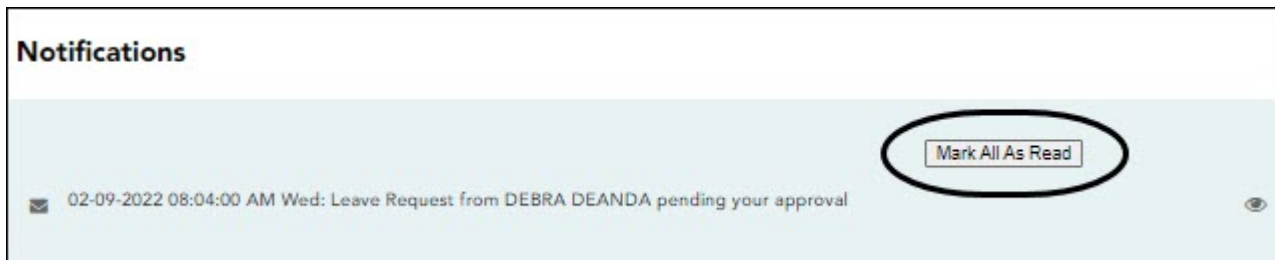 Notifications
Mark All As Read
02-09-2022 08:04:00 AM Wed: Leave Request from DEBRA DEANDA pending your approval